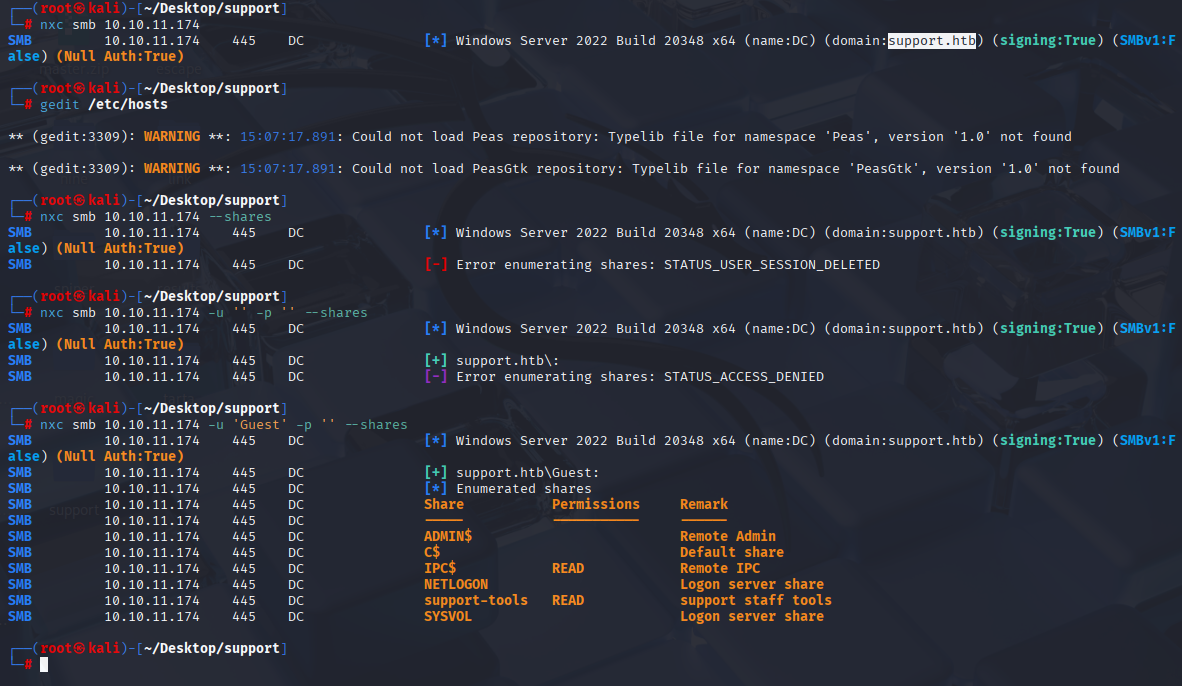 ┌──(root㉿kali)-[~/Desktop/support]
└─# nxc smb 10.10.11.174
SMB         10.10.11.174    445    DC               [*] Windows Server 2022 Build 20348 x64 (name:DC) (domain:support.htb) (signing:True) (SMBv1:F
alse) (Null Auth:True)
┌──(root㉿kali)-[~/Desktop/support]
└─# gedit /etc/hosts
** (gedit:3309): WARNING **: 15:07:17.891: Could not load Peas repository: Typelib file for namespace 'Peas', version '1.0' not found
** (gedit:3309): WARNING **: 15:07:17.891: Could not load PeasGtk repository: Typelib file for namespace 'PeasGtk', version '1.0' not found
┌──(root㉿kali)-[~/Desktop/support]
└─# nxc smb 10.10.11.174 --shares
SMB         10.10.11.174    445    DC               [*] Windows Server 2022 Build 20348 x64 (name:DC) (domain:support.htb) (signing:True) (SMBv1:F
alse) (Null Auth:True)
SMB         10.10.11.174    445    DC               [-] Error enumerating shares: STATUS_USER_SESSION_DELETED
┌──(root㉿kali)-[~/Desktop/support]
└─# nxc smb 10.10.11.174 -u '' -p '' --shares
SMB         10.10.11.174    445    DC               [*] Windows Server 2022 Build 20348 x64 (name:DC) (domain:support.htb) (signing:True) (SMBv1:F
alse) (Null Auth:True)
SMB         10.10.11.174    445    DC               [+] support.htb\:
SMB         10.10.11.174    445    DC               [-] Error enumerating shares: STATUS_ACCESS_DENIED
┌──(root㉿kali)-[~/Desktop/support]
└─# nxc smb 10.10.11.174 -u 'Guest' -p '' --shares
SMB         10.10.11.174    445    DC               [*] Windows Server 2022 Build 20348 x64 (name:DC) (domain:support.htb) (signing:True) (SMBv1:F
alse) (Null Auth:True)
SMB         10.10.11.174    445    DC               [+] support.htb\Guest:
SMB         10.10.11.174    445    DC               [*] Enumerated shares
SMB         10.10.11.174    445    DC               Share           Permissions     Remark
SMB         10.10.11.174    445    DC               -----           -----------     ------
SMB         10.10.11.174    445    DC               ADMIN$                          Remote Admin
SMB         10.10.11.174    445    DC               C$                              Default share
SMB         10.10.11.174    445    DC               IPC$            READ            Remote IPC
SMB         10.10.11.174    445    DC               NETLOGON                        Logon server share
SMB         10.10.11.174    445    DC               support-tools   READ            support staff tools
SMB         10.10.11.174    445    DC               SYSVOL                          Logon server share
┌──(root㉿kali)-[~/Desktop/support]
└─#